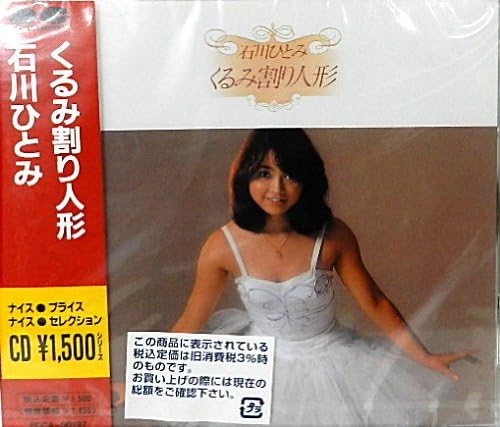 くるみ割り人形
石川ひとみ
ナイス●プライス
ナイス●セレクション
CD ¥1,500 シリーズ
石川ひとみ
くるみ割り人形
この商品に表示されている
税込定価は旧消費税3%時
のものです。
お買い上げの際には現在の
総額をご確認下さい。
プラ